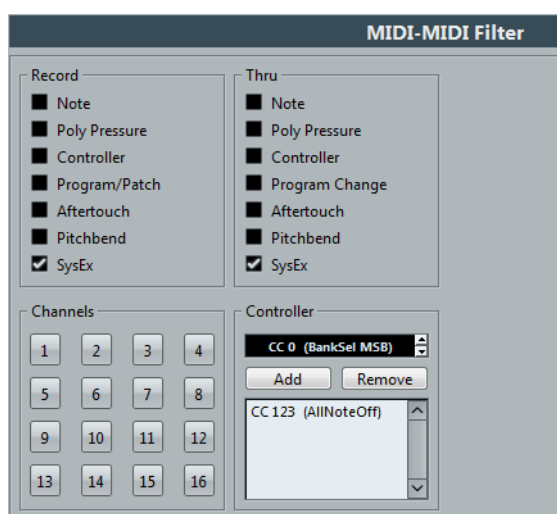 MIDI-MIDI Filter
Record
Note
Poly Pressure
Controller
Program/Patch
Aftertouch
Pitchbend
SysEx
Thru
Note
Poly Pressure
Controller
Program Change
Aftertouch
Pitchbend
SysEx
Channels
1 2 3 4
5 6 7 8
9 10 11 12
13 14 15 16
Controller
CC 0 (BankSel MSB)
Add Remove
CC 123 (AllNoteOff)